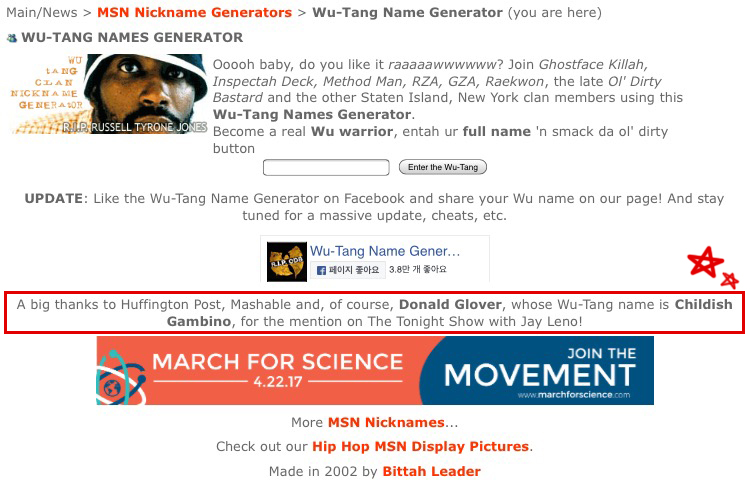 Main/News > MSN Nickname Generators > Wu-Tang Name Generator (you are here)
WU-TANG NAMES GENERATOR
WU
TANG
CLAN
NICKNAME
GENERATOR
R.I.P. RUSSELL TYRONE JONES
Ooooh baby, do you like it raaaaawwwwww? Join Ghostface Killah,
Inspectah Deck, Method Man, RZA, GZA, Raekwon, the late Ol' Dirty
Bastard and the other Staten Island, New York clan members using this
Wu-Tang Names Generator.
Become a real Wu warrior, entah ur full name 'n smack da ol' dirty
button
Enter the Wu-Tang
UPDATE: Like the Wu-Tang Name Generator on Facebook and share your Wu name on our page! And stay
tuned for a massive update, cheats, etc.
R.I.P. ODB
Wu-Tang Name Gener...
페이지 좋아요 3.8만 개 좋아요
A big thanks to Huffington Post, Mashable and, of course, Donald Glover, whose Wu-Tang name is Childish
Gambino, for the mention on The Tonight Show with Jay Leno!
MARCH FOR SCIENCE
4.22.17
JOIN THE
MOVEMENT
www.marchforscience.com
More MSN Nicknames...
Check out our Hip Hop MSN Display Pictures.
Made in 2002 by Bittah Leader